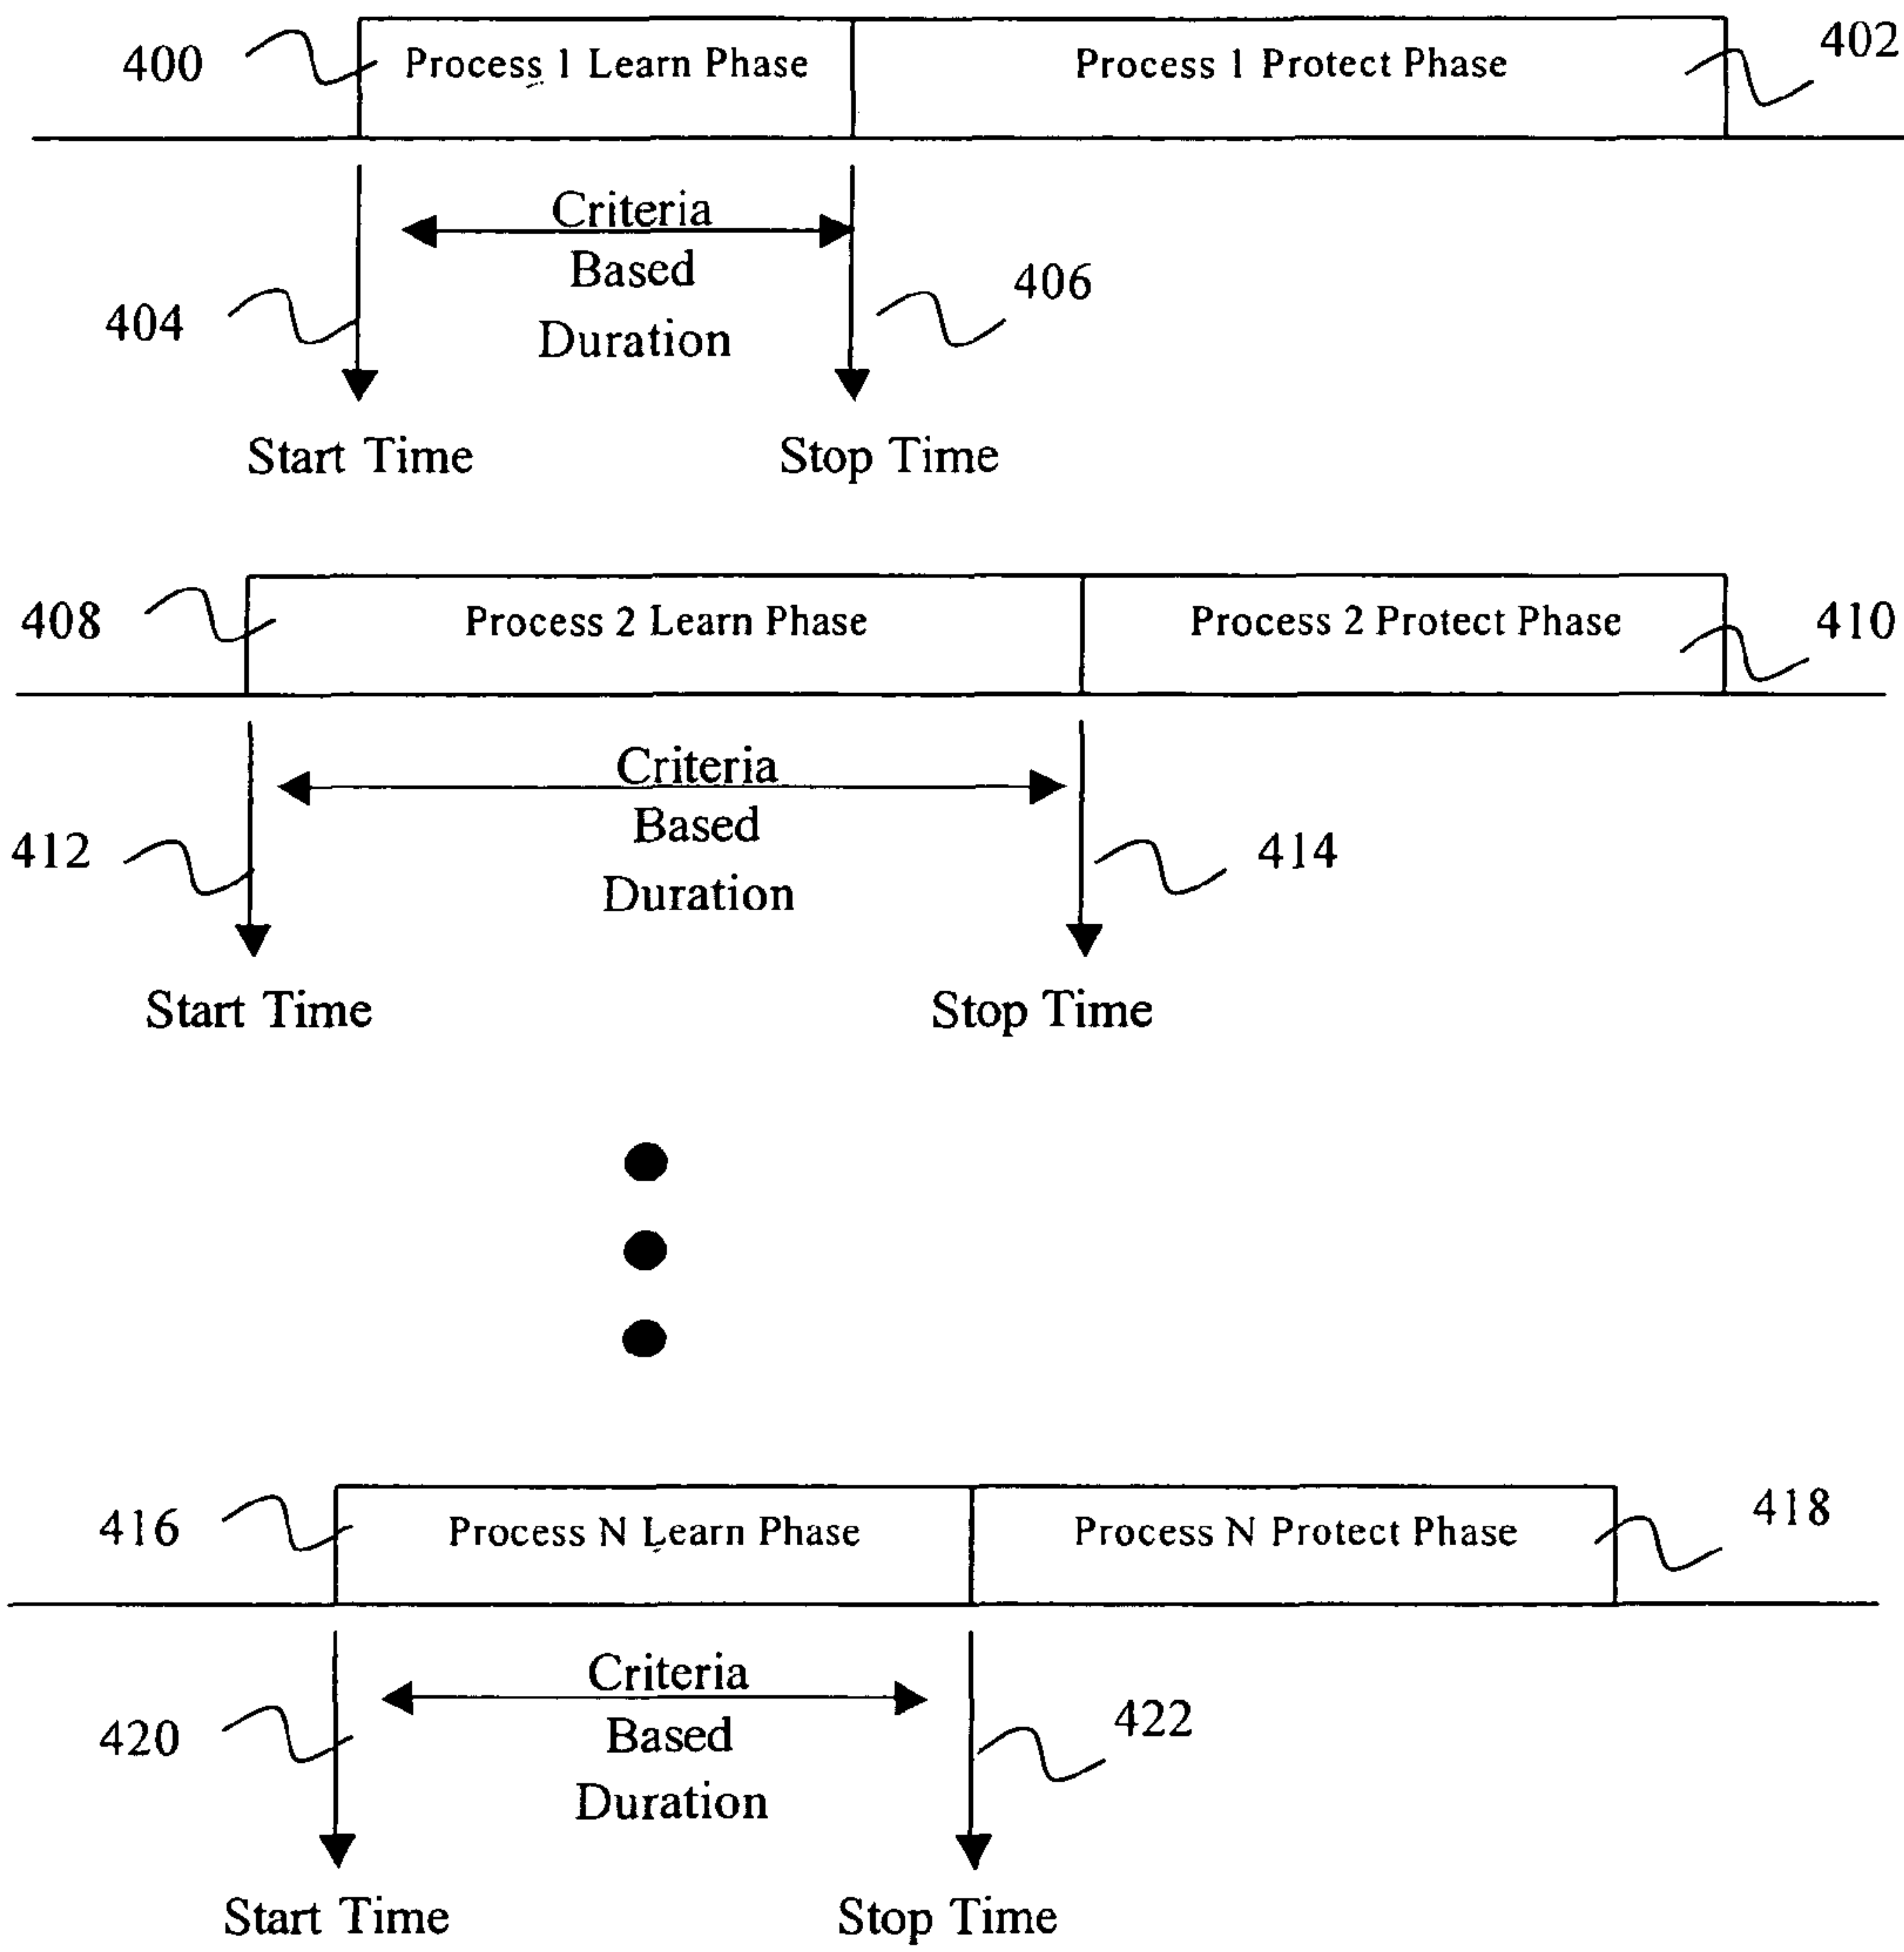 400
Process 1 Learn Phase
Process 1 Protect Phase
402
Criteria
Based
Duration
404
406
Start Time
Stop Time
408
Process 2 Learn Phase
Process 2 Protect Phase
410
Criteria
Based
Duration
412
414
Start Time
Stop Time
416
Process N Learn Phase
Process N Protect Phase
418
Criteria
Based
Duration
420
422
Start Time
Stop Time